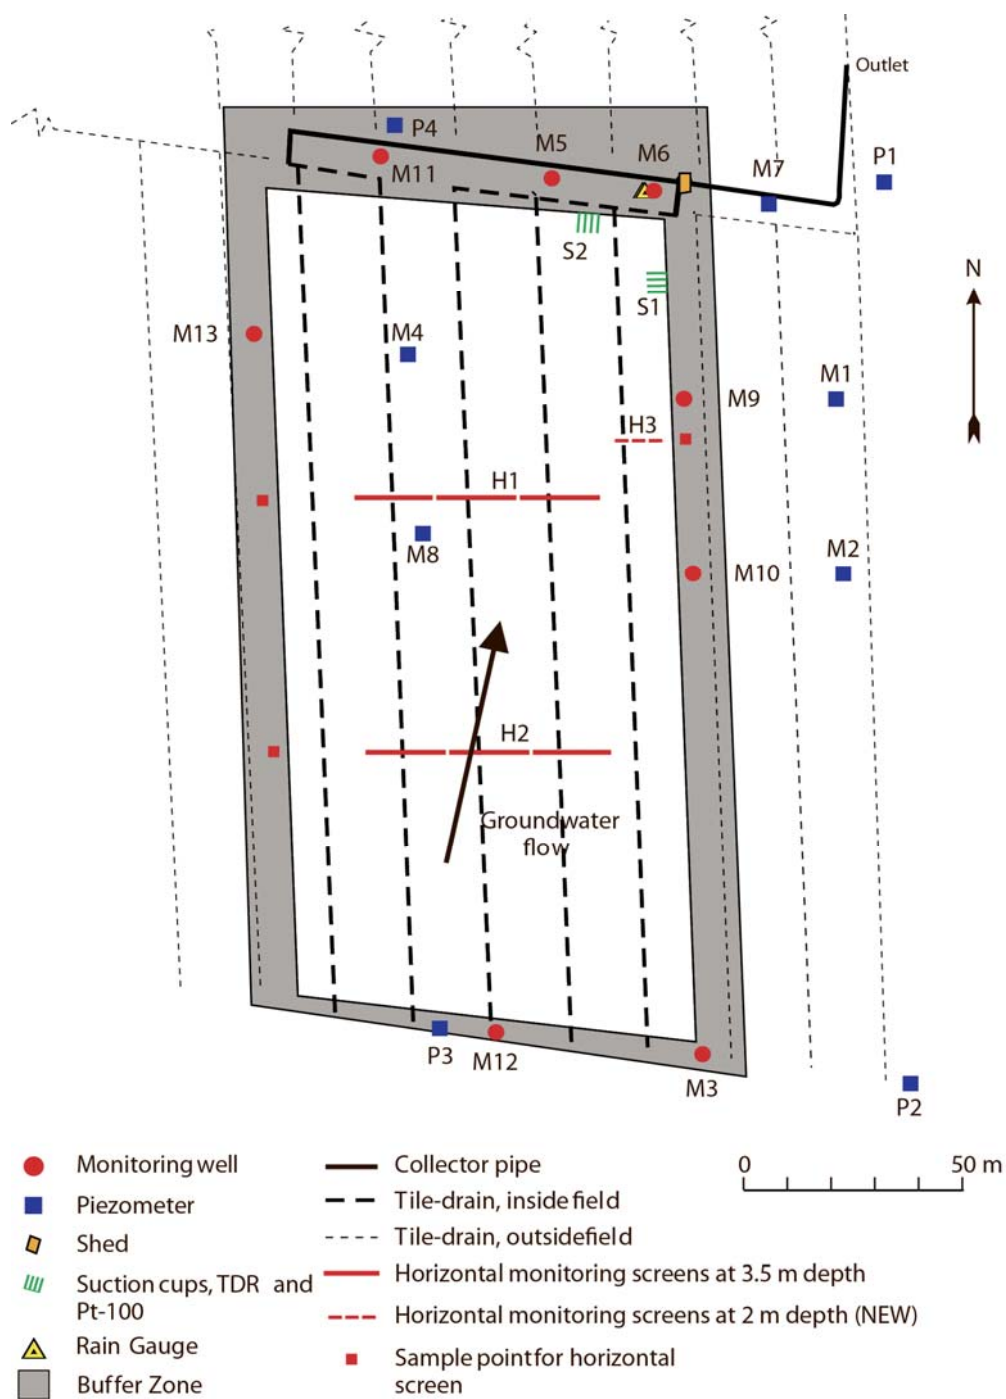 Outlet
P4
M5
M6
M7
P1
M11
S2
S1
N
M13
M4
M1
M9
H3
H1
M8
M2
M10
H2
Groundwater
flow
P3
M12
M3
P2
Monitoring well
Piezometer
Shed
Suction cups, TDR and
Pt-100
Rain Gauge
Buffer Zone
Collector pipe
Tile-drain, inside field
Tile-drain, outsidefield
Horizontal monitoring screens at 3.5 m depth
Horizontal monitoring screens at 2 m depth (NEW)
Sample point for horizontal
screen
0 50 m